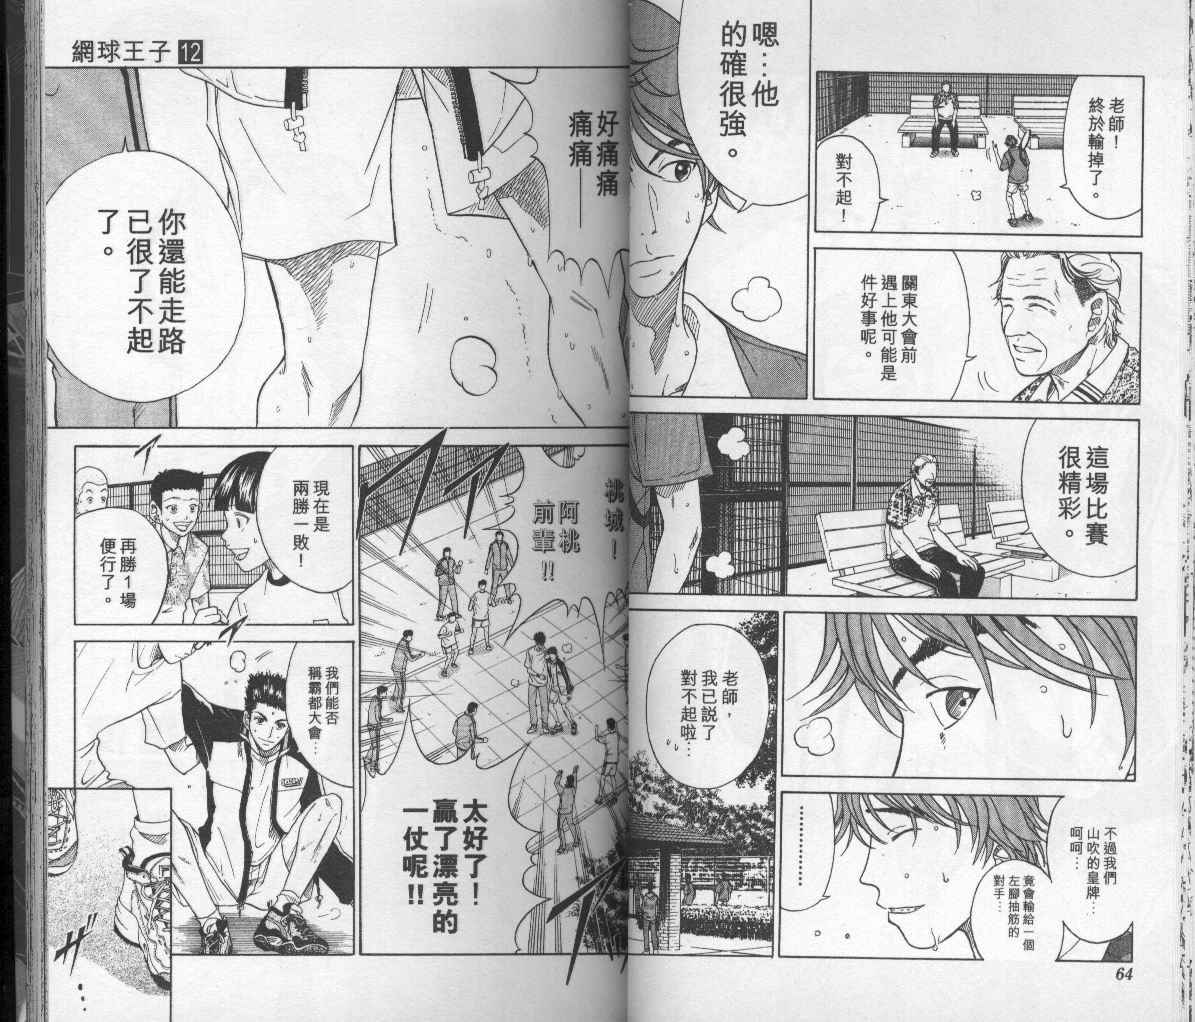 老師！
終於輸掉了。
對不起！
關東大會前
遇上他可能是
件好事呢。
嗯…他
的確很強。
這場比賽
很精彩。
老師，
我已說了
對不起啦…
不過我們
山吹的皇牌…
呵呵…
竟會輸給一個
左腳抽筋的
對手…
64
網球王子 12
好痛痛
痛痛──
你還能走路
已很了不起
了。
桃城！
阿桃
前輩!!
太好了！
贏了漂亮的
一仗呢!!
現在是
兩勝一敗！
再勝1場
便行了。
我們能否
稱霸都大會…